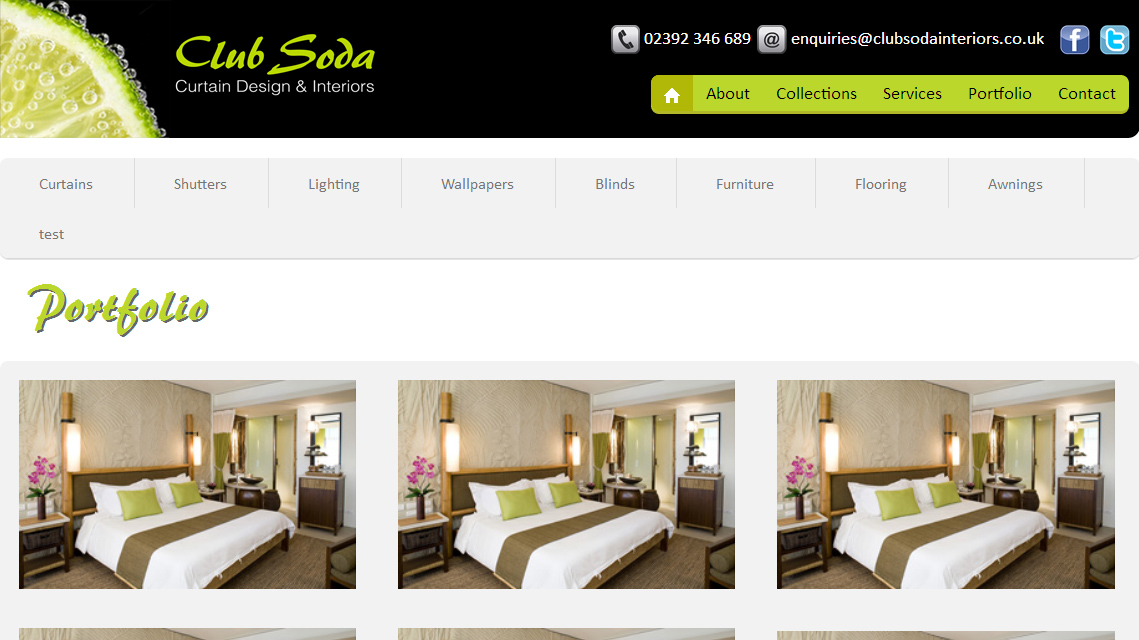 Club Soda
Curtain Design & Interiors
02392 346 689 @ enquiries@clubsodainteriors.co.uk f t
About Collections Services Portfolio Contact
Curtains Shutters Lighting Wallpapers Blinds Furniture Flooring Awnings
test
Portfolio